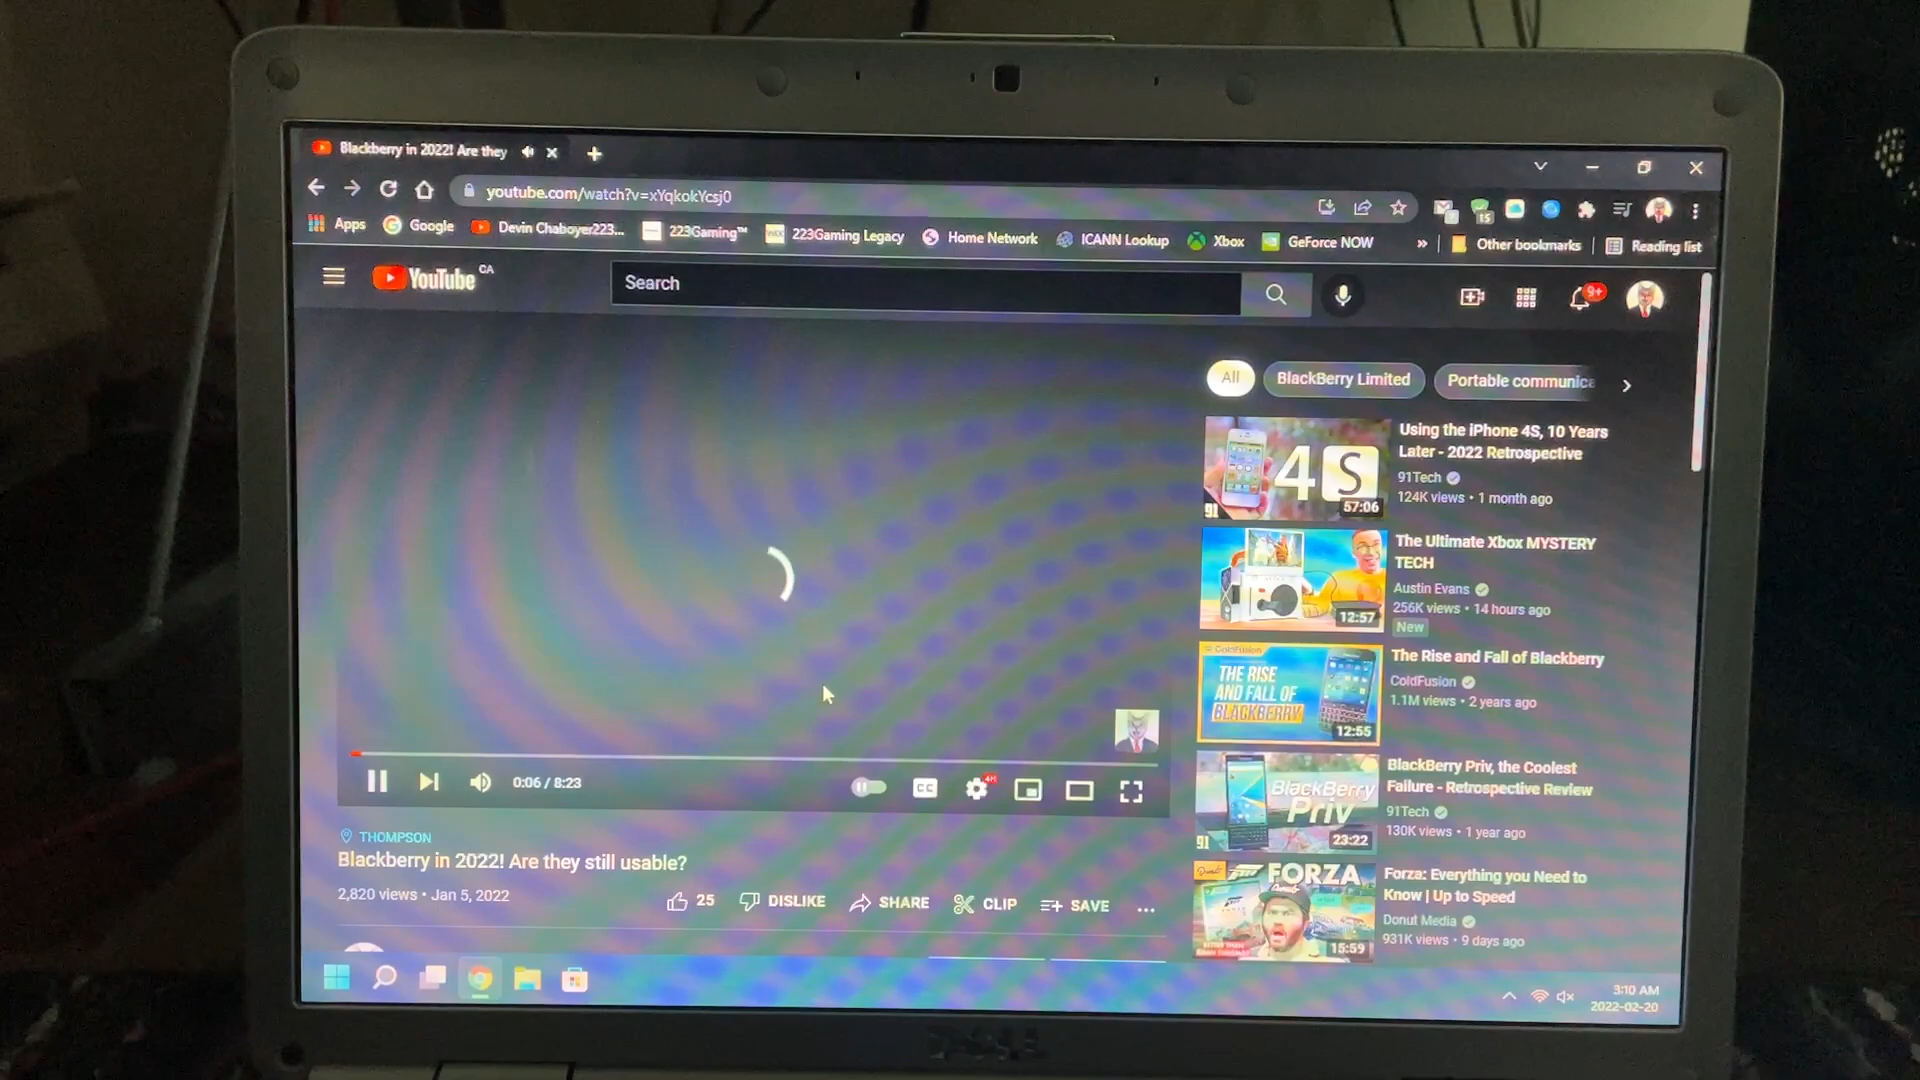 Blackberry in 2022! Are they
youtube.com/watch?v=xYqkokYcsj0
15
Apps
Google
Devin Chaboyer223...
223Gaming™
223Gaming Legacy
Home Network
ICANN Lookup
Xbox
GeForce NOW
»
Other bookmarks
Reading list
YouTube CA
Search
9+
All
BlackBerry Limited
Portable communica
4S
91
57:06
Using the iPhone 4S, 10 Years
Later - 2022 Retrospective
91Tech
124K views • 1 month ago
12:57
The Ultimate Xbox MYSTERY
TECH
Austin Evans
256K views • 14 hours ago
New
ColdFusion
THE RISE
AND FALL OF
BLACKBERRY
12:55
The Rise and Fall of Blackberry
ColdFusion
1.1M views • 2 years ago
BlackBerry
Priv
91
23:22
BlackBerry Priv, the Coolest
Failure - Retrospective Review
91Tech
130K views • 1 year ago
Donut
FORZA
15:59
Forza: Everything you Need to
Know | Up to Speed
Donut Media
931K views • 9 days ago
0:06 / 8:23
CC
THOMPSON
Blackberry in 2022! Are they still usable?
2,820 views • Jan 5, 2022
25
DISLIKE
SHARE
CLIP
SAVE
...
3:10 AM
2022-02-20
DELL